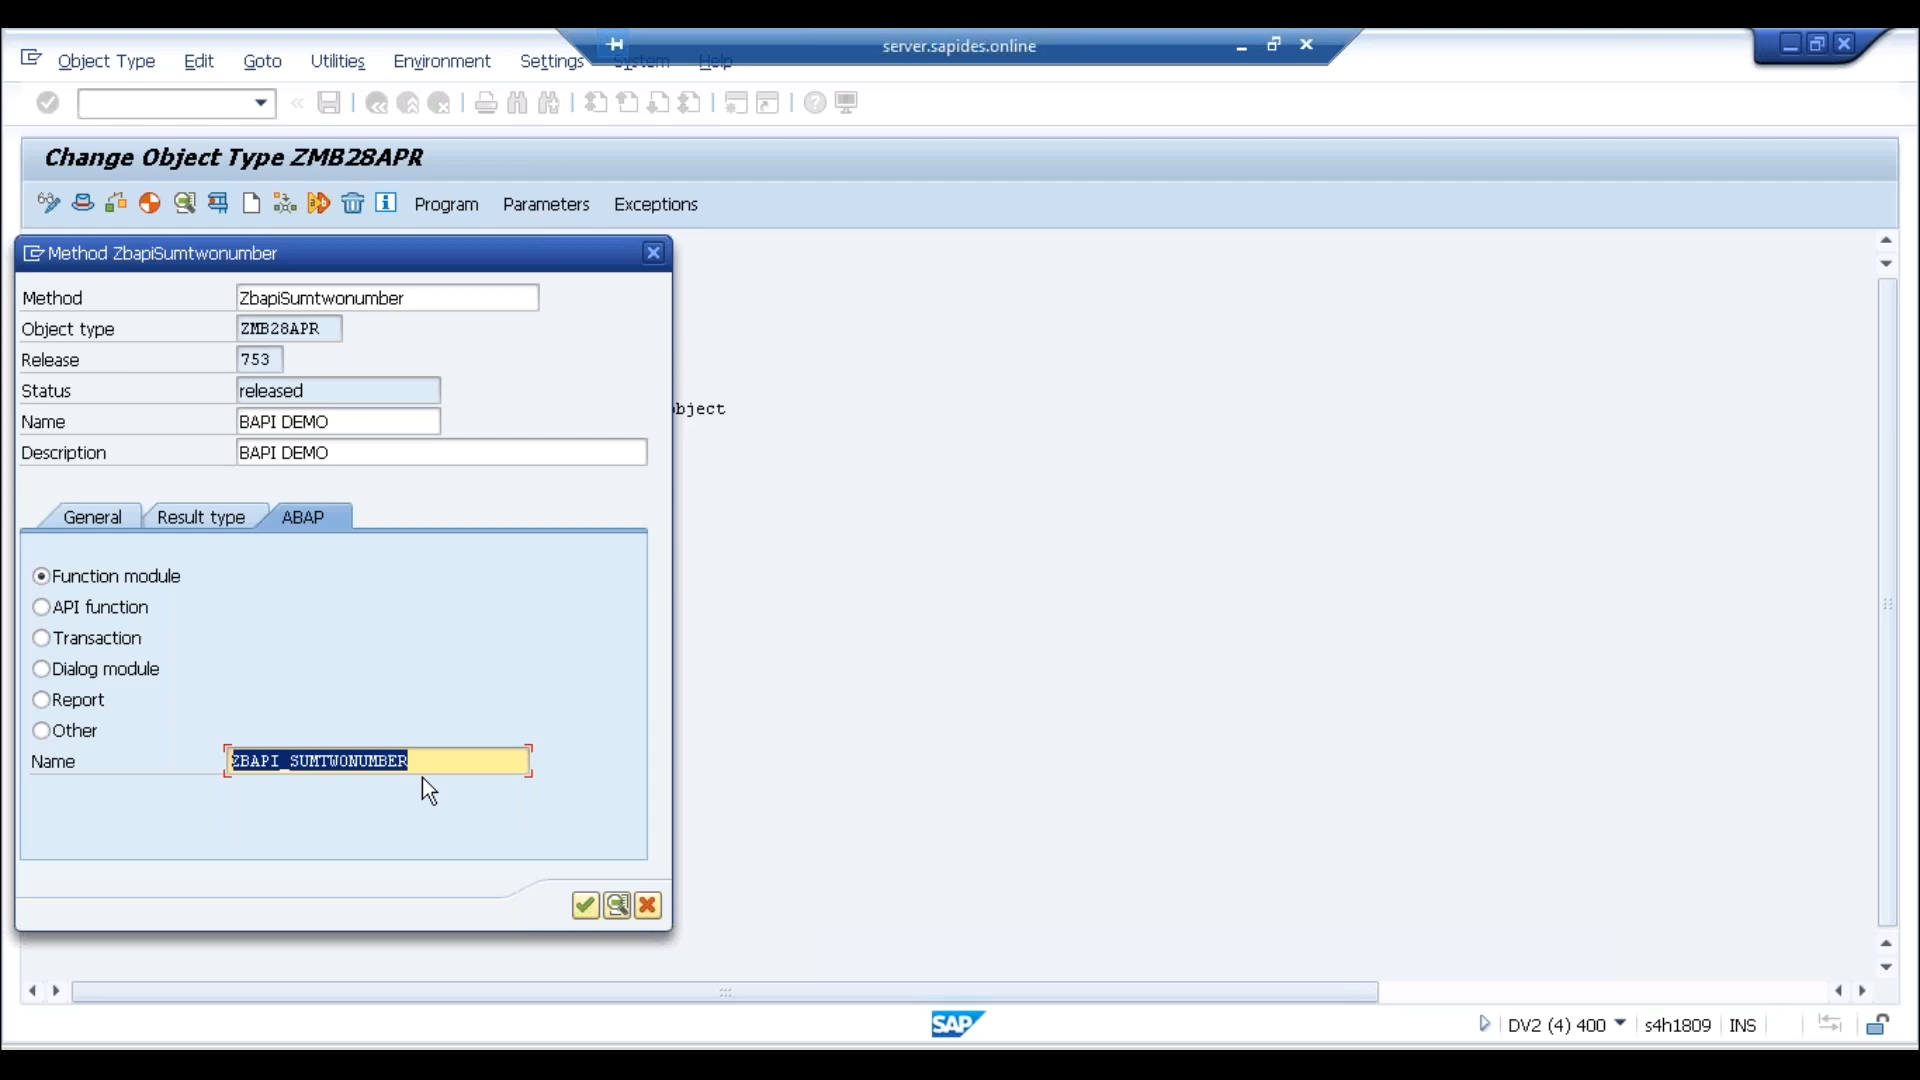 server.sapides.online
Object Type Edit Goto Utilities Environment Settings System Help
Change Object Type ZMB28APR
Program Parameters Exceptions
Method ZbapiSumtwonumber
Method ZbapiSumtwonumber
Object type ZMB28APR
Release 753
Status released
Name BAPI DEMO
object
Description BAPI DEMO
General Result type ABAP
Function module
API function
Transaction
Dialog module
Report
Other
Name ZBAPI_SUMTWONUMBER
SAP
DV2 (4) 400 s4h1809 INS